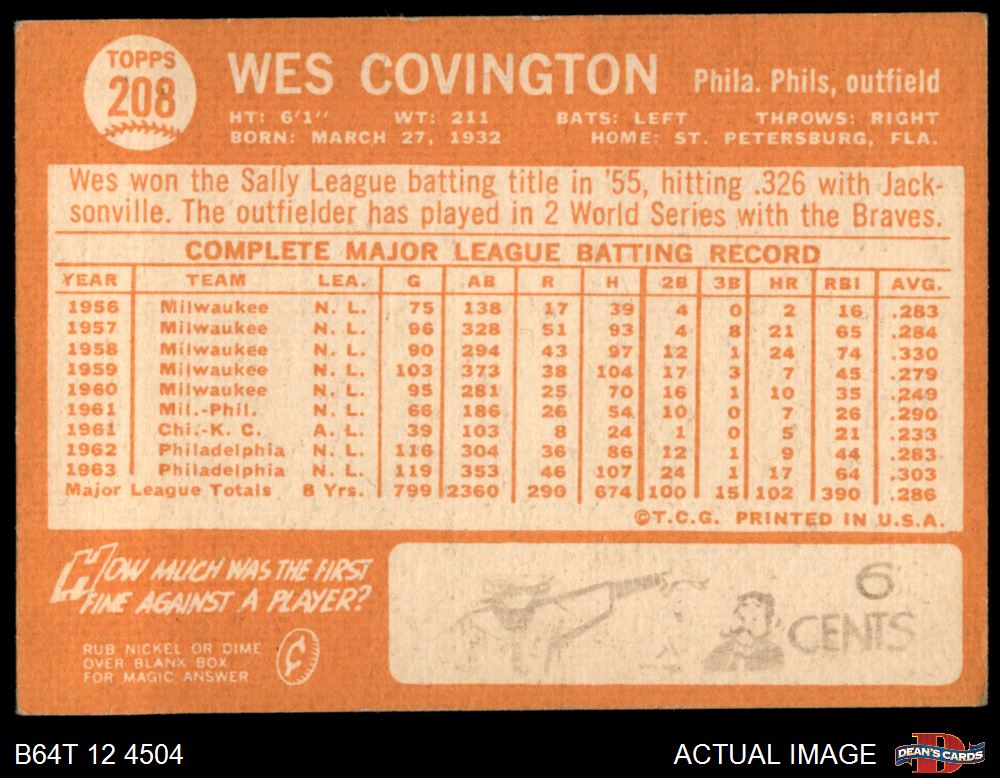 TOPPS
208
WES COVINGTON Phila. Phils, outfield
HT: 6'1" WT: 211 BATS: LEFT THROWS: RIGHT
BORN: MARCH 27, 1932 HOME: ST. PETERSBURG, FLA.
Wes won the Sally League batting title in '55, hitting .326 with Jack-
sonville. The outfielder has played in 2 World Series with the Braves.
COMPLETE MAJOR LEAGUE BATTING RECORD
YEAR TEAM LEA. G AB R H 2B 3B HR RBI AVG.
1956 Milwaukee N. L. 75 138 17 39 4 0 2 16 .283
1957 Milwaukee N. L. 96 328 51 93 4 8 21 65 .284
1958 Milwaukee N. L. 90 294 43 97 12 1 24 74 .330
1959 Milwaukee N. L. 103 373 38 104 17 3 7 45 .279
1960 Milwaukee N. L. 95 281 25 70 16 1 10 35 .249
1961 Mil.-Phil. N. L. 66 186 26 54 10 0 7 26 .290
1961 Chi.-K. C. A. L. 39 103 8 24 1 0 5 21 .233
1962 Philadelphia N. L. 116 304 36 86 12 1 9 44 .283
1963 Philadelphia N. L. 119 353 46 107 24 1 17 64 .303
Major League Totals 8 Yrs. 799 2360 290 674 100 15 102 390 .286
©T.C.G. PRINTED IN U.S.A.
HOW MUCH WAS THE FIRST
FINE AGAINST A PLAYER?
RUB NICKEL OR DIME
OVER BLANK BOX
FOR MAGIC ANSWER
¢
6
CENTS
B64T 12 4504 ACTUAL IMAGE
D
DEAN'S CARDS